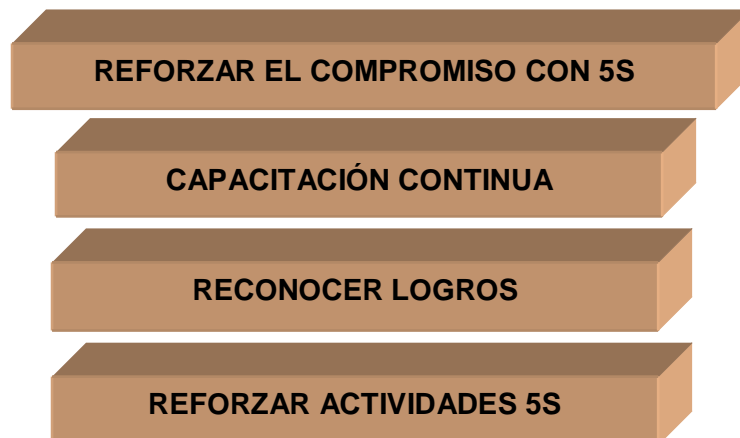 REFORZAR EL COMPROMISO CON 5S
CAPACITACIÓN CONTINUA
RECONOCER LOGROS
REFORZAR ACTIVIDADES 5S